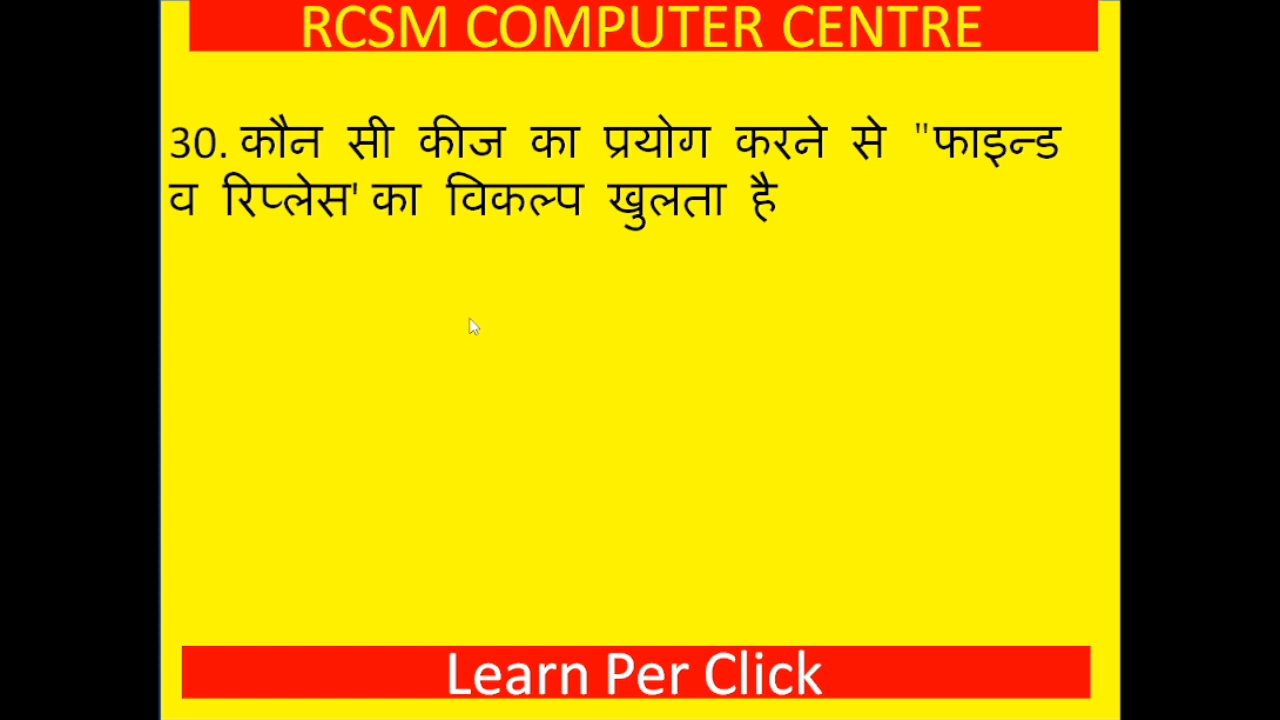 RCSM COMPUTER CENTRE
30. कौन सी कीज का प्रयोग करने से "फाइन्ड
व रिप्लेस' का विकल्प खुलता है
Learn Per Click